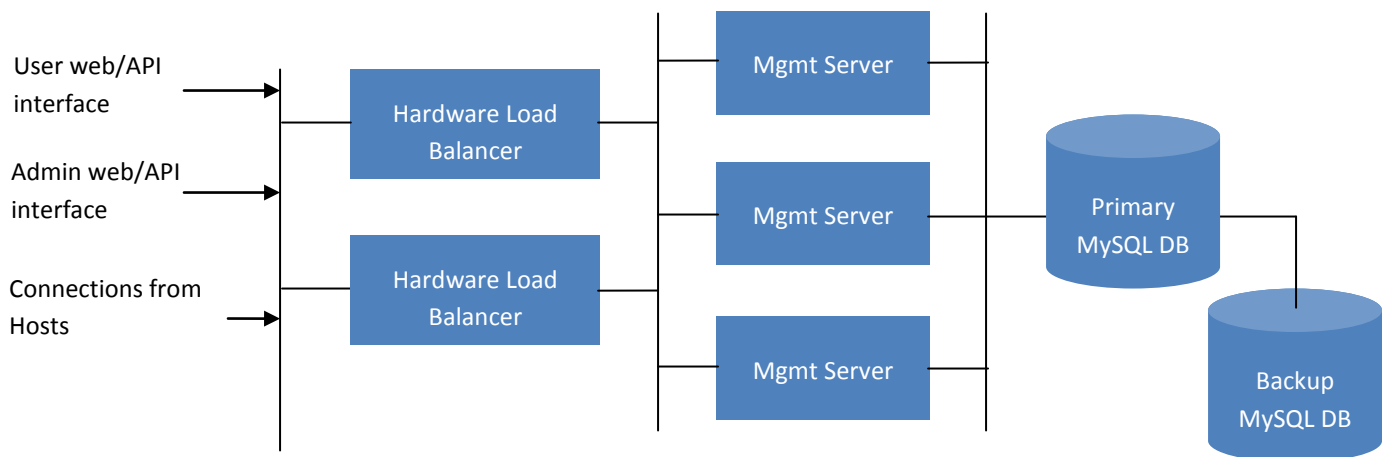 User web/API
interface
Admin web/API
interface
Connections from
Hosts
Hardware Load
Balancer
Hardware Load
Balancer
Mgmt Server
Mgmt Server
Mgmt Server
Primary
MySQL DB
Backup
MySQL DB